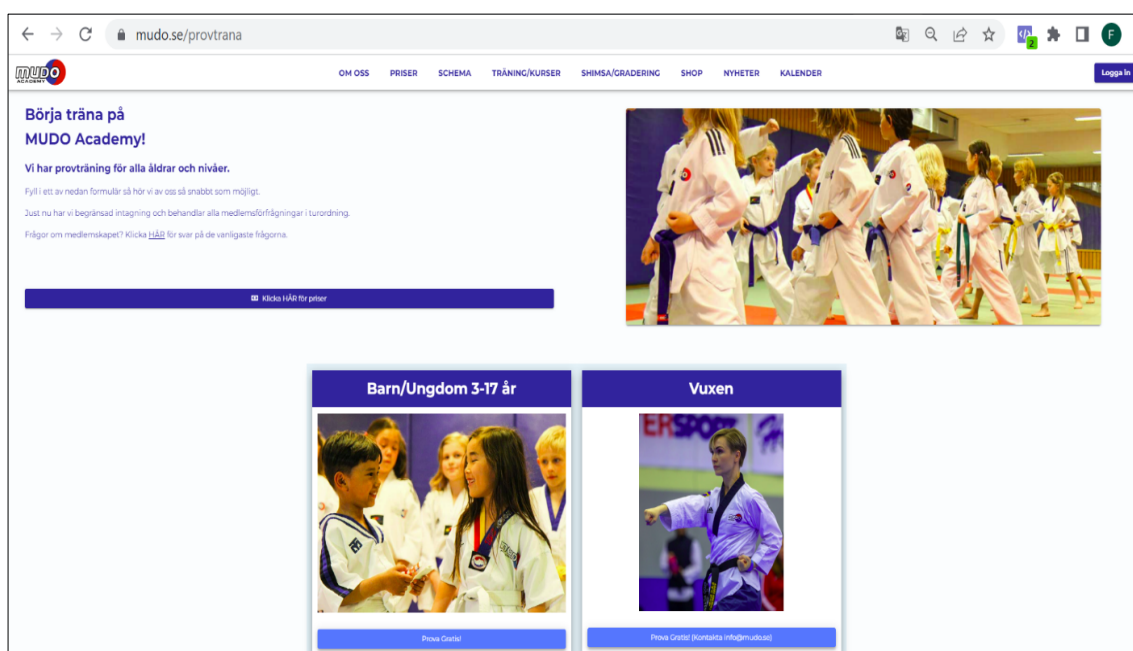 mudo.se/provtrana
2
F
MUDO
ACADEMY
OM OSS
PRISER
SCHEMA
TRÄNING/KURSER
SHIMSA/GRADERING
SHOP
NYHETER
KALENDER
Logga in
Börja träna på
MUDO Academy!
Vi har provträning för alla åldrar och nivåer.
Fyll i ett av nedan formulär så hör vi av oss så snabbt som möjligt.
Just nu har vi begränsad intagning och behandlar alla medlemsförfrågningar i turordning.
Frågor om medlemskapet? Klicka HÄR för svar på de vanligaste frågorna.
Klicka HÄR för priser
Barn/Ungdom 3-17 år
Vuxen
MUDO
Prova Gratis!
Prova Gratis! (Kontakta info@mudo.se)